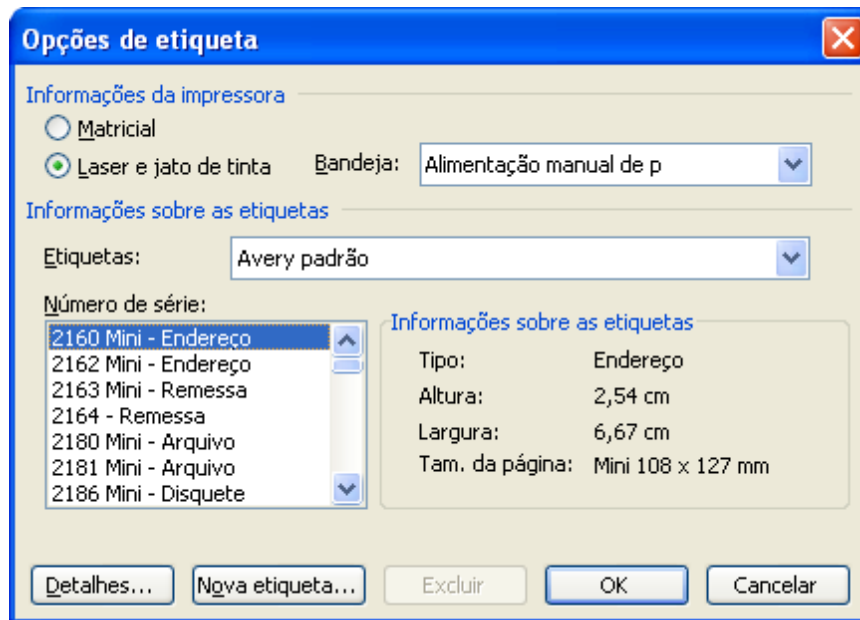 Opções de etiqueta
Informações da impressora
Matricial
Laser e jato de tinta
Bandeja: Alimentação manual de p
Informações sobre as etiquetas
Etiquetas: Avery padrão
Número de série:
2160 Mini - Endereço
2162 Mini - Endereço
2163 Mini - Remessa
2164 - Remessa
2180 Mini - Arquivo
2181 Mini - Arquivo
2186 Mini - Disquete
Informações sobre as etiquetas
Tipo: Endereço
Altura: 2,54 cm
Largura: 6,67 cm
Tam. da página: Mini 108 x 127 mm
Detalhes... Nova etiqueta... Excluir OK Cancelar